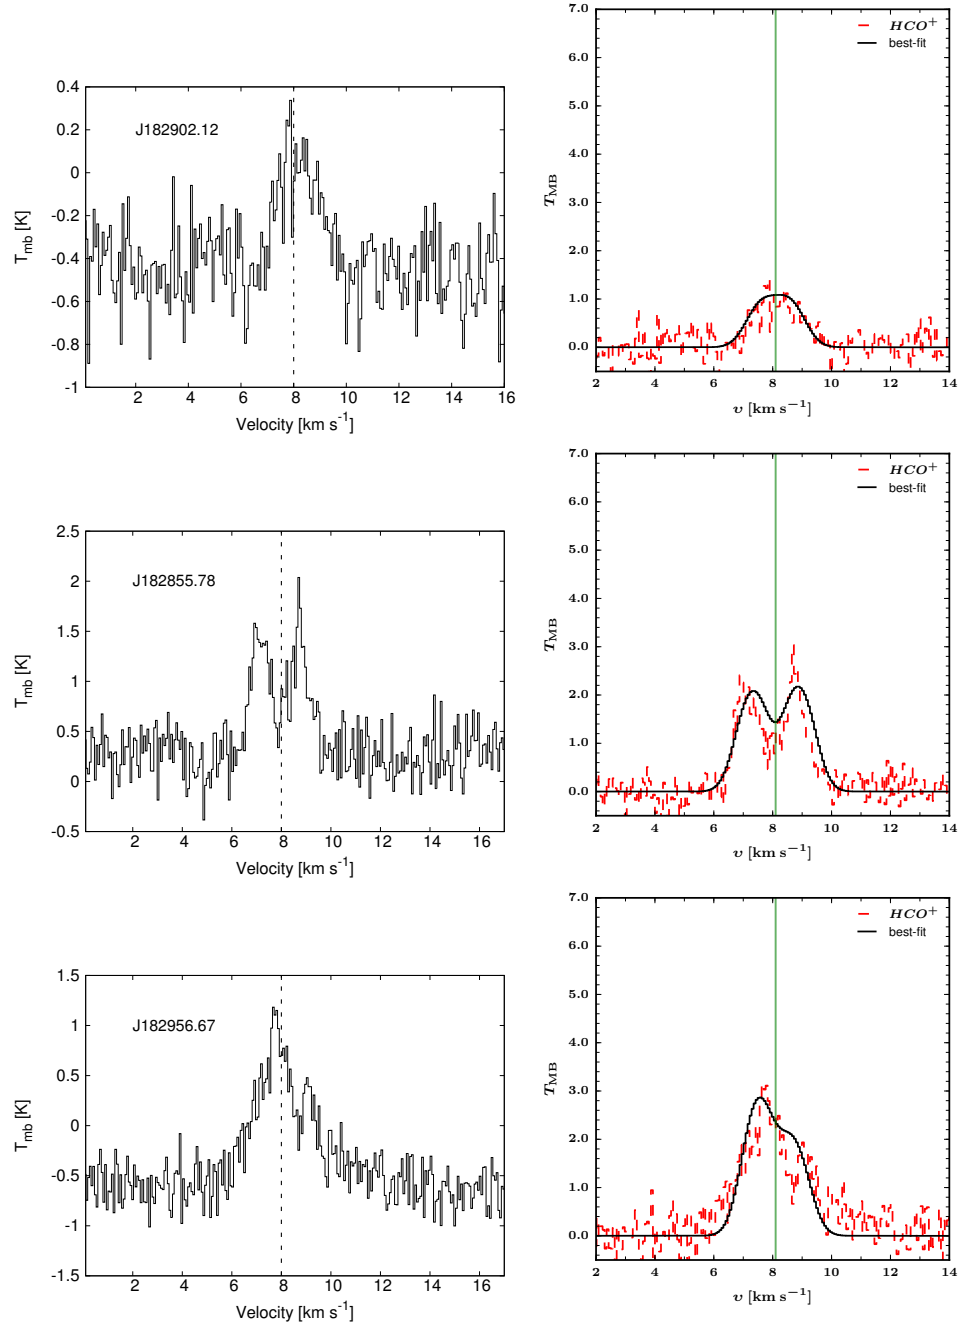 J182902.12
T_mb [K]
0.4
0.2
0
-0.2
-0.4
-0.6
-0.8
-1
2 4 6 8 10 12 14 16
Velocity [km s^-1]
HCO^+
best-fit
T_MB
7.0
6.0
5.0
4.0
3.0
2.0
1.0
0.0
2 4 6 8 10 12 14
v [km s^−1]
J182855.78
T_mb [K]
2.5
2
1.5
1
0.5
0
-0.5
2 4 6 8 10 12 14 16
Velocity [km s^-1]
HCO^+
best-fit
T_MB
7.0
6.0
5.0
4.0
3.0
2.0
1.0
0.0
2 4 6 8 10 12 14
v [km s^−1]
J182956.67
T_mb [K]
1.5
1
0.5
0
-0.5
-1
-1.5
2 4 6 8 10 12 14 16
Velocity [km s^-1]
HCO^+
best-fit
T_MB
7.0
6.0
5.0
4.0
3.0
2.0
1.0
0.0
2 4 6 8 10 12 14
v [km s^−1]